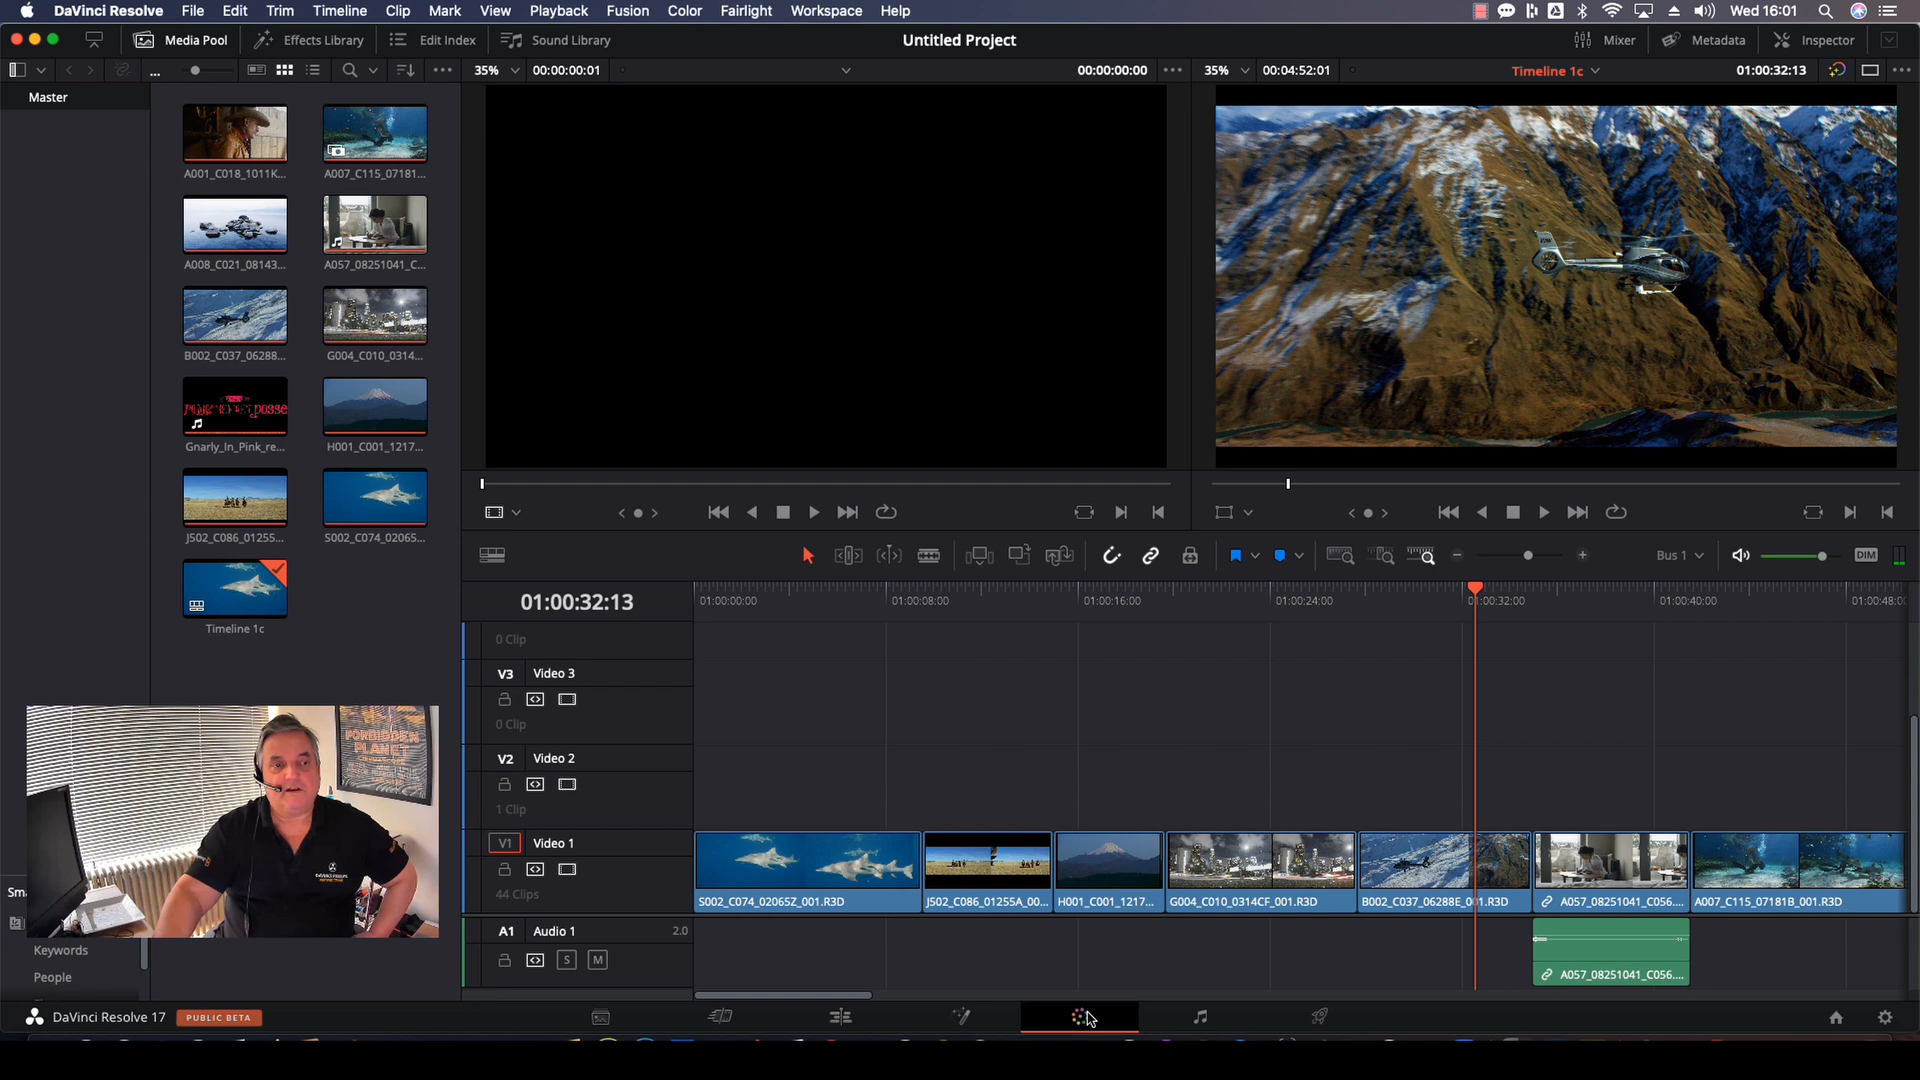 DaVinci Resolve File Edit Trim Timeline Clip Mark View Playback Fusion Color Fairlight Workspace Help Wed 16:01
Media Pool Effects Library Edit Index Sound Library Untitled Project Mixer Metadata Inspector
... 35% 00:00:00:01 00:00:00:00 35% 00:04:52:01 Timeline 1c 01:00:32:13
Master
A001_C018_1011K... A007_C115_07181...
A008_C021_08143... A057_08251041_C...
B002_C037_06288... G004_C010_0314...
Gnarly_In_Pink_re... H001_C001_1217...
J502_C086_01255... S002_C074_02065...
Timeline 1c
Bus 1 DIM
01:00:32:13 01:00:00:00 01:00:08:00 01:00:16:00 01:00:24:00 01:00:32:00 01:00:40:00 01:00:48:0
0 Clip
V3 Video 3
0 Clip
V2 Video 2
1 Clip
V1 Video 1
44 Clips
S002_C074_02065Z_001.R3D J502_C086_01255A_00... H001_C001_1217... G004_C010_0314CF_001.R3D B002_C037_06288E_001.R3D A057_08251041_C056.... A007_C115_07181B_001.R3D
A1 Audio 1 2.0
S M
A057_08251041_C056....
FORBIDDEN
PLANET
Keywords
People
DaVinci Resolve 17 PUBLIC BETA